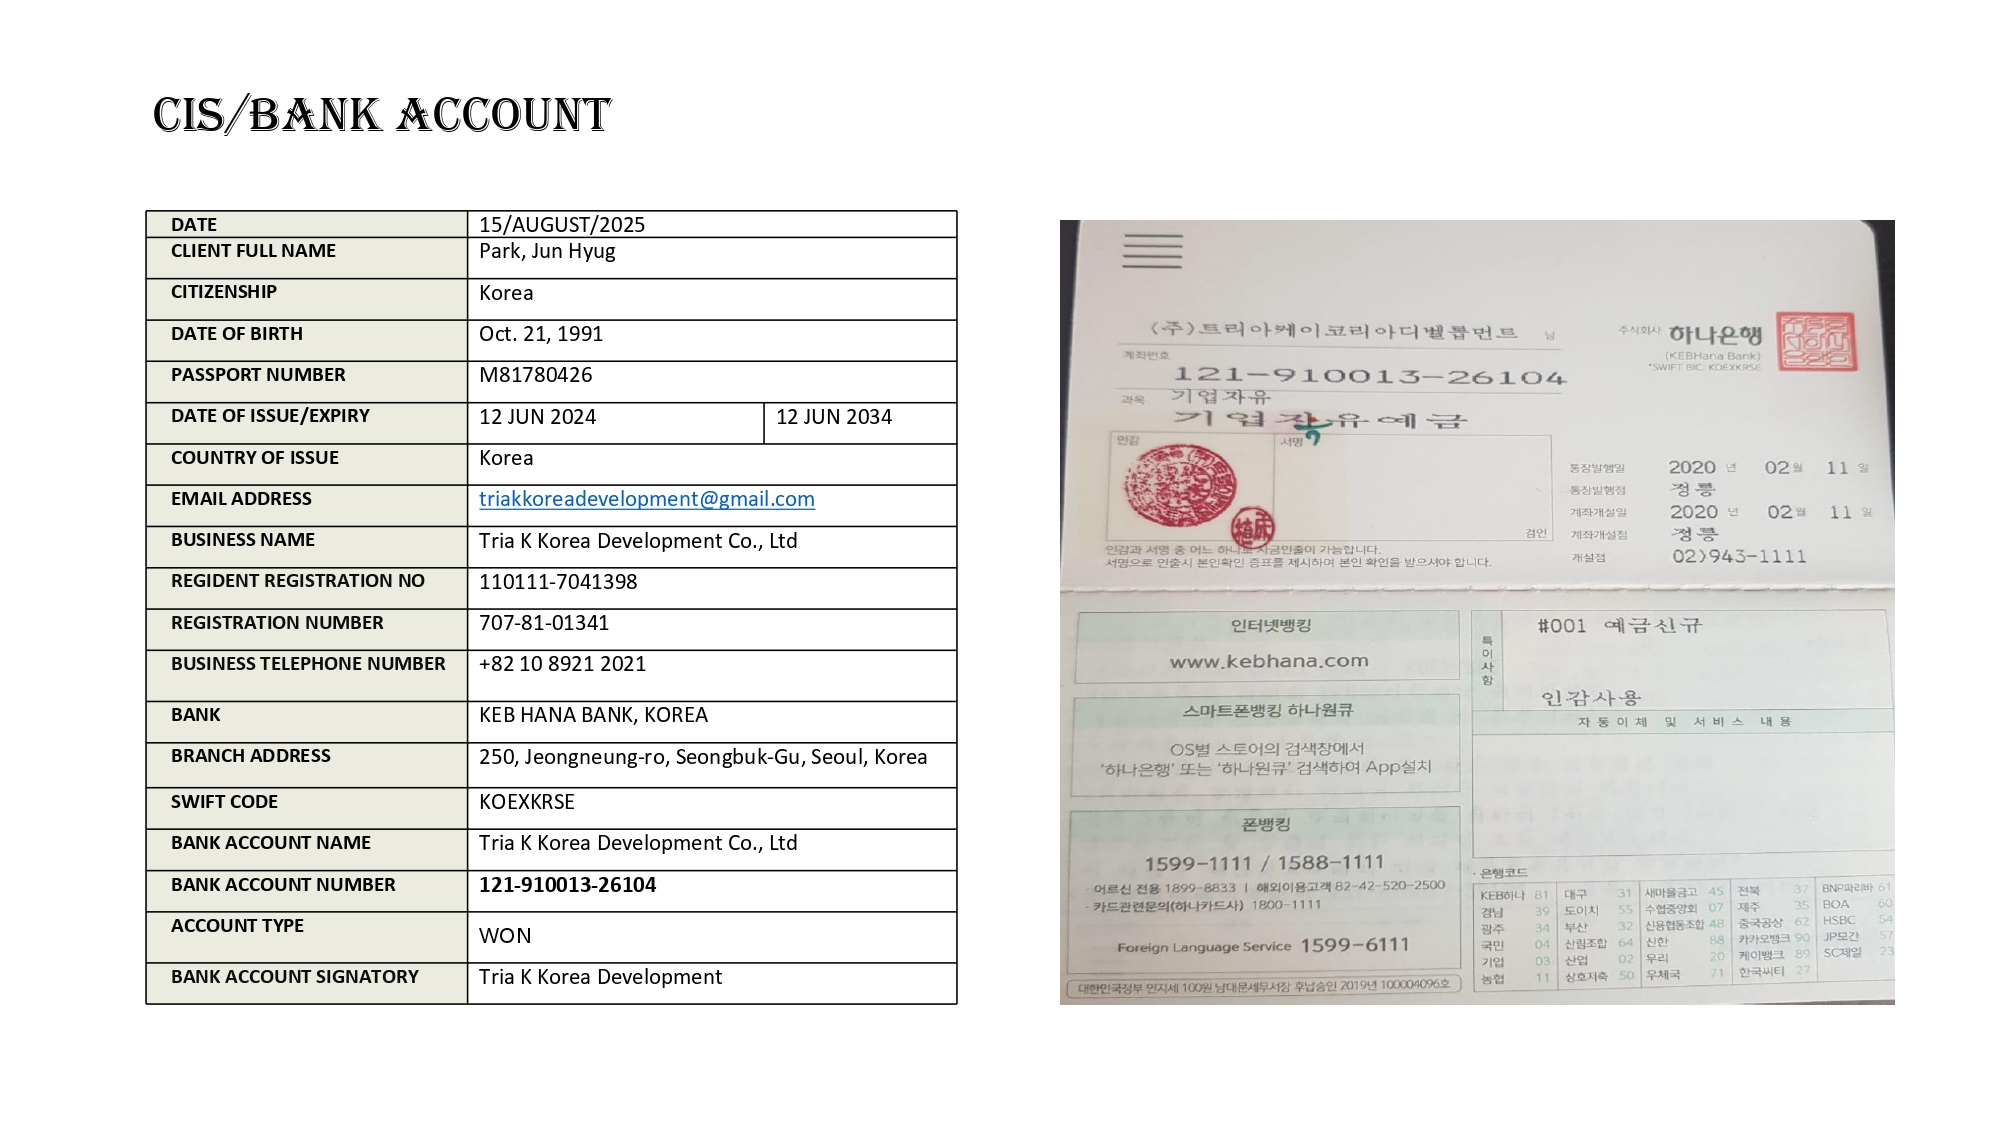 CIS/BANK ACCOUNT
DATE 15/AUGUST/2025
CLIENT FULL NAME Park, Jun Hyug
CITIZENSHIP Korea
DATE OF BIRTH Oct. 21, 1991
PASSPORT NUMBER M81780426
DATE OF ISSUE/EXPIRY 12 JUN 2024 12 JUN 2034
COUNTRY OF ISSUE Korea
EMAIL ADDRESS triakkoreadevelopment@gmail.com
BUSINESS NAME Tria K Korea Development Co., Ltd
REGIDENT REGISTRATION NO 110111-7041398
REGISTRATION NUMBER 707-81-01341
BUSINESS TELEPHONE NUMBER +82 10 8921 2021
BANK KEB HANA BANK, KOREA
BRANCH ADDRESS 250, Jeongneung-ro, Seongbuk-Gu, Seoul, Korea
SWIFT CODE KOEXKRSE
BANK ACCOUNT NAME Tria K Korea Development Co., Ltd
BANK ACCOUNT NUMBER 121-910013-26104
ACCOUNT TYPE WON
BANK ACCOUNT SIGNATORY Tria K Korea Development
(주)트리아케이코리아디벨롭먼트 님
주식회사 하나은행
(KEBHana Bank)
*SWIFT BIC: KOEXKRSE
계좌번호
121-910013-26104
과목 기업자유
기업자유예금
인감
서명
검인
통장발행일 2020 년 02 월 11 일
통장발행점 정릉
계좌개설일 2020 년 02 월 11 일
계좌개설점 정릉
개설점 02)943-1111
인감과 서명 중 어느 하나로 자금인출이 가능합니다.
서명으로 인출시 본인확인 증표를 제시하여 본인 확인을 받으셔야 합니다.
인터넷뱅킹
www.kebhana.com
스마트폰뱅킹 하나원큐
OS별 스토어의 검색창에서
'하나은행' 또는 '하나원큐' 검색하여 App설치
폰뱅킹
1599-1111 / 1588-1111
· 어르신 전용 1899-8833 | 해외이용고객 82-42-520-2500
· 카드관련문의(하나카드사) 1800-1111
Foreign Language Service 1599-6111
대한민국정부 인지세 100원 남대문세무서장 후납승인 2019년 100004096호
특이사항
#001 예금신규
인감사용
자동이체 및 서비스 내용
· 은행코드
KEB하나 81 대구 31 새마을금고 45 전북 37 BNP파리바 61
경남 39 도이치 55 수협중앙회 07 제주 35 BOA 60
광주 34 부산 32 신용협동조합 48 중국공상 62 HSBC 54
국민 04 산림조합 64 신한 88 카카오뱅크 90 JP모간 57
기업 03 산업 02 우리 20 케이뱅크 89 SC제일 23
농협 11 상호저축 50 우체국 71 한국씨티 27